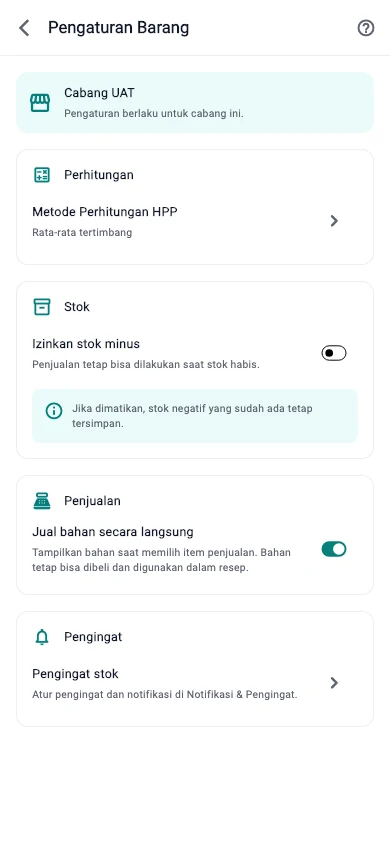 Pengaturan Barang
Cabang UAT
Pengaturan berlaku untuk cabang ini.
Perhitungan
Metode Perhitungan HPP
Rata-rata tertimbang
Stok
Izinkan stok minus
Penjualan tetap bisa dilakukan saat stok habis.
Jika dimatikan, stok negatif yang sudah ada tetap
tersimpan.
Penjualan
Jual bahan secara langsung
Tampilkan bahan saat memilih item penjualan. Bahan
tetap bisa dibeli dan digunakan dalam resep.
Pengingat
Pengingat stok
Atur pengingat dan notifikasi di Notifikasi & Pengingat.